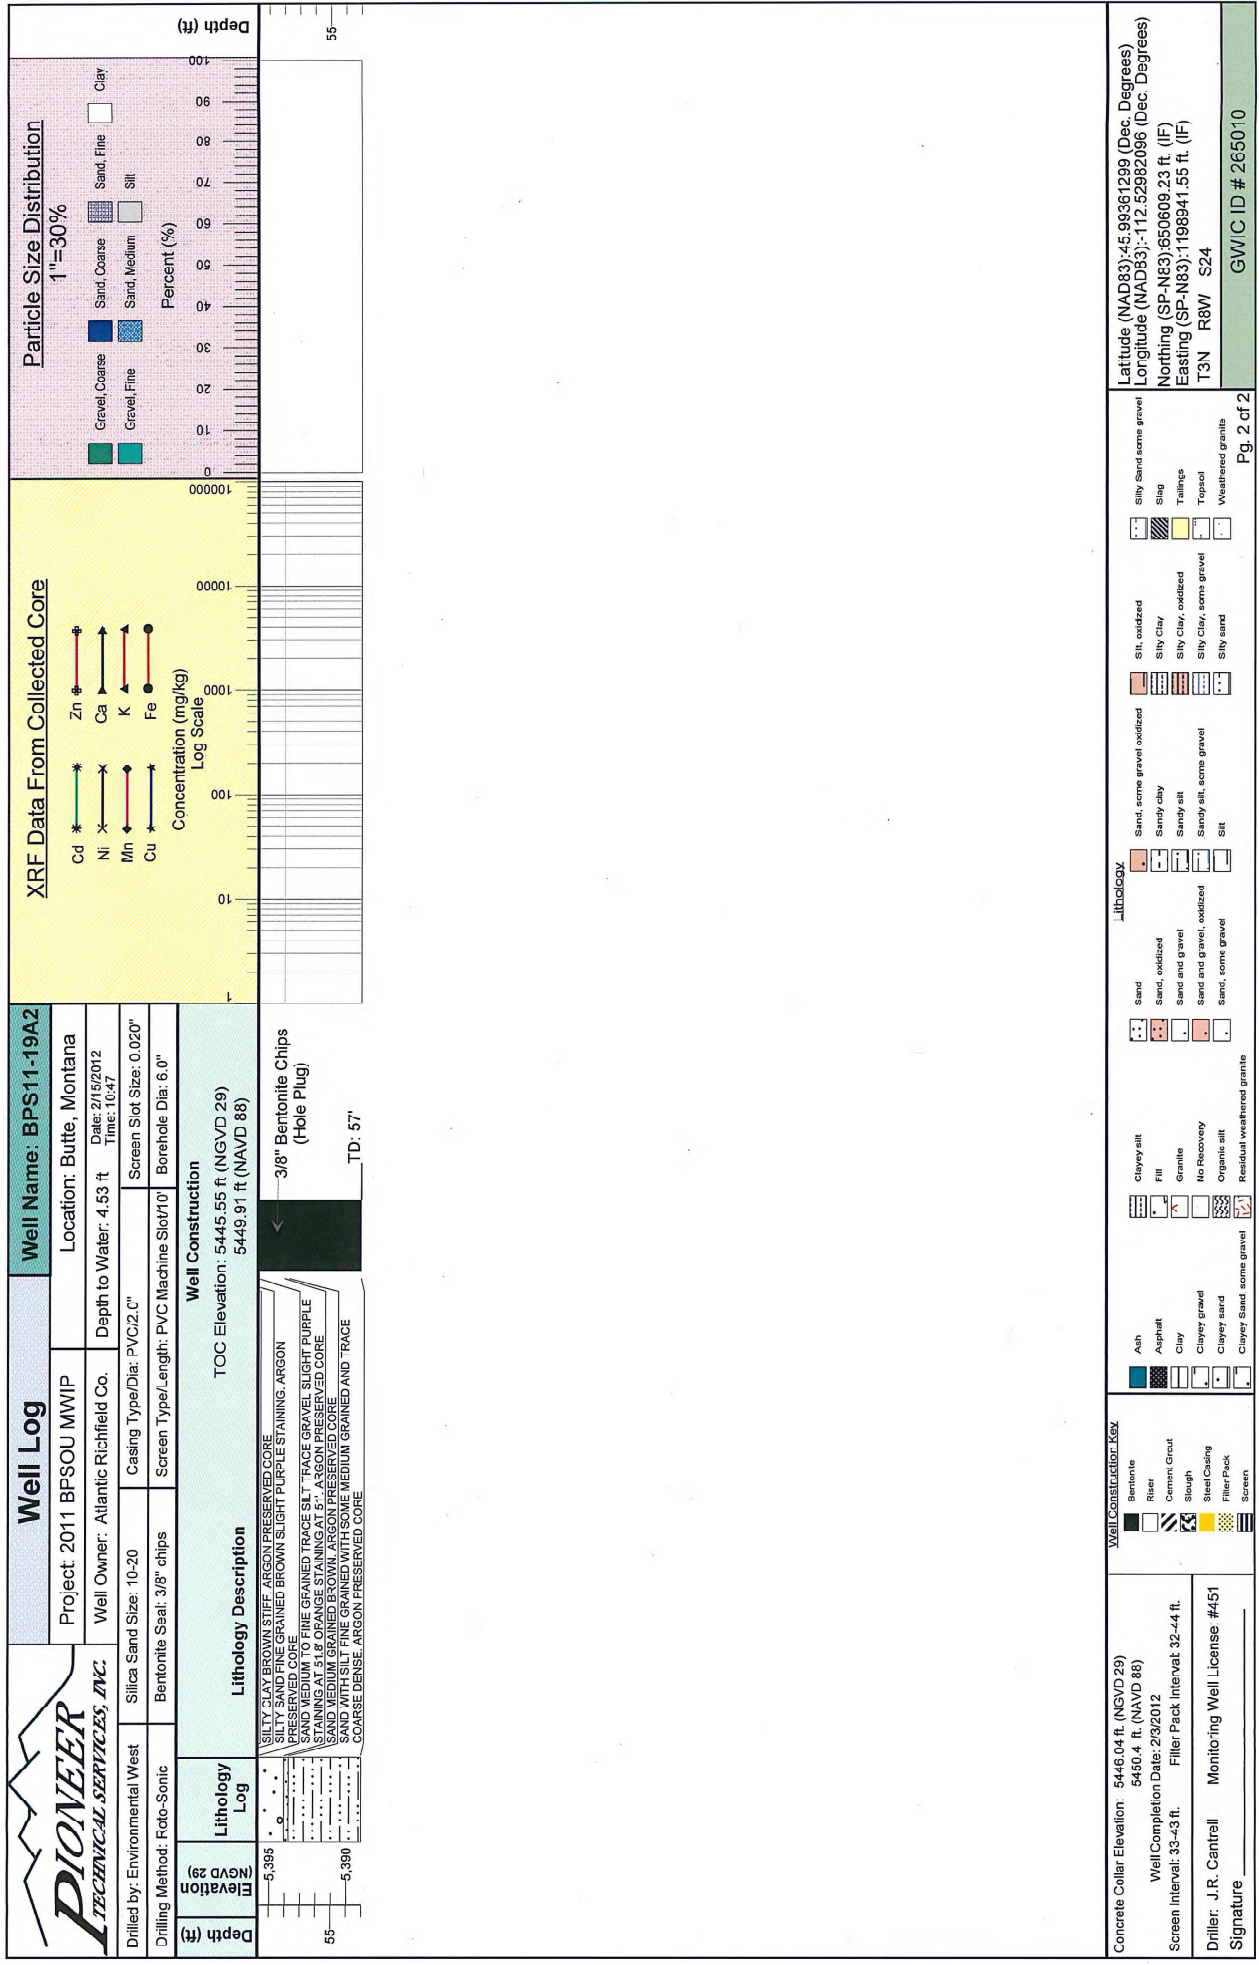 PIONEER
TECHNICAL SERVICES, INC.
Well Log
Well Name: BPS11-19A2
Project: 2011 BPSOU MWIP
Location: Butte, Montana
Well Owner: Atlantic Richfield Co.
Depth to Water: 4.53 ft
Date: 2/15/2012
Time: 10:47
Drilled by: Environmental West
Silica Sand Size: 10-20
Casing Type/Dia: PVC/2.0"
Screen Slot Size: 0.020"
Drilling Method: Roto-Sonic
Bentonite Seal: 3/8" chips
Screen Type/Length: PVC Machine Slot/10'
Borehole Dia: 6.0"
Depth (ft)
Elevation
(NGVD 29)
Lithology
Log
Lithology Description
Well Construction
TOC Elevation: 5445.55 ft (NGVD 29)
5449.91 ft (NAVD 88)
XRF Data From Collected Core
Cd
Zn
Ni
Ca
Mn
K
Cu
Fe
Concentration (mg/kg)
Log Scale
1
10
100
1000
10000
100000
Particle Size Distribution
1"=30%
Gravel, Coarse
Sand, Coarse
Sand, Fine
Clay
Gravel, Fine
Sand, Medium
Silt
Percent (%)
0
10
20
30
40
50
60
70
80
90
100
Depth (ft)
5,395
55
5,390
SILTY CLAY BROWN STIFF. ARGON PRESERVED CORE
SILTY SAND FINE GRAINED BROWN SLIGHT PURPLE STAINING. ARGON
PRESERVED CORE
SAND MEDIUM TO FINE GRAINED TRACE SILT TRACE GRAVEL SLIGHT PURPLE
STAINING AT 51.8' ORANGE STAINING AT 51'. ARGON PRESERVED CORE
SAND MEDIUM GRAINED BROWN. ARGON PRESERVED CORE
SAND WITH SILT FINE GRAINED WITH SOME MEDIUM GRAINED AND TRACE
COARSE DENSE. ARGON PRESERVED CORE
3/8" Bentonite Chips
(Hole Plug)
TD: 57'
55
Concrete Collar Elevation: 5446.04 ft. (NGVD 29)
5450.4 ft. (NAVD 88)
Well Completion Date: 2/3/2012
Screen Interval: 33-43 ft.
Filter Pack Interval: 32-44 ft.
Driller: J.R. Cantrell
Monitoring Well License #451
Signature
Well Construction Key
Bentonite
Riser
Cement Grout
Slough
Steel Casing
Filter Pack
Screen
Lithology
Ash
Asphalt
Clay
Clayey gravel
Clayey sand
Clayey Sand, some gravel
Clayey silt
Fill
Granite
No Recovery
Organic silt
Residual weathered granite
Sand
Sand, oxidized
Sand and gravel
Sand and gravel, oxidized
Sand, some gravel
Sand, some gravel oxidized
Sandy clay
Sandy silt
Sandy silt, some gravel
Silt
Silt, oxidized
Silty Clay
Silty Clay, oxidized
Silty Clay, some gravel
Silty sand
Silty Sand some gravel
Slag
Tailings
Topsoil
Weathered granite
Pg. 2 of 2
Latitude (NAD83):45.99361299 (Dec. Degrees)
Longitude (NAD83):-112.52982096 (Dec. Degrees)
Northing (SP-N83):650609.23 ft. (IF)
Easting (SP-N83):1198941.55 ft. (IF)
T3N R8W S24
GWIC ID # 265010